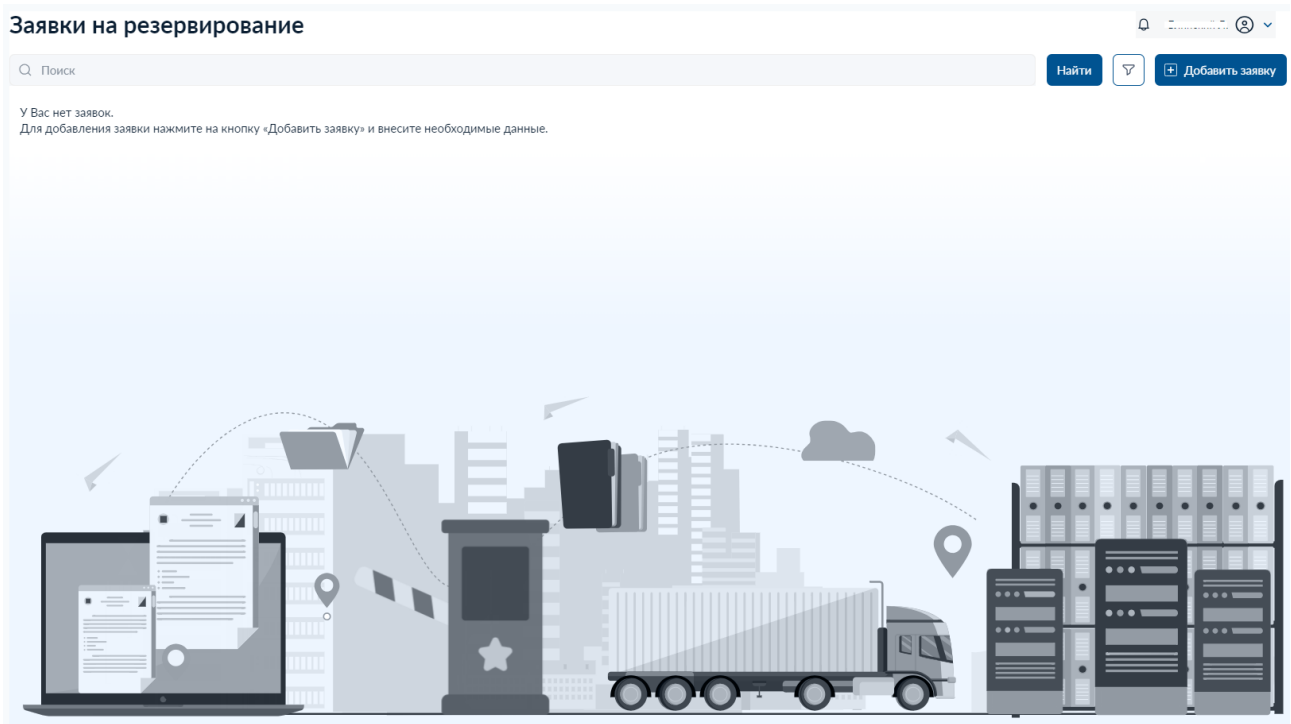 Заявки на резервирование
Поиск
Найти
Добавить заявку
У Вас нет заявок.
Для добавления заявки нажмите на кнопку «Добавить заявку» и внесите необходимые данные.